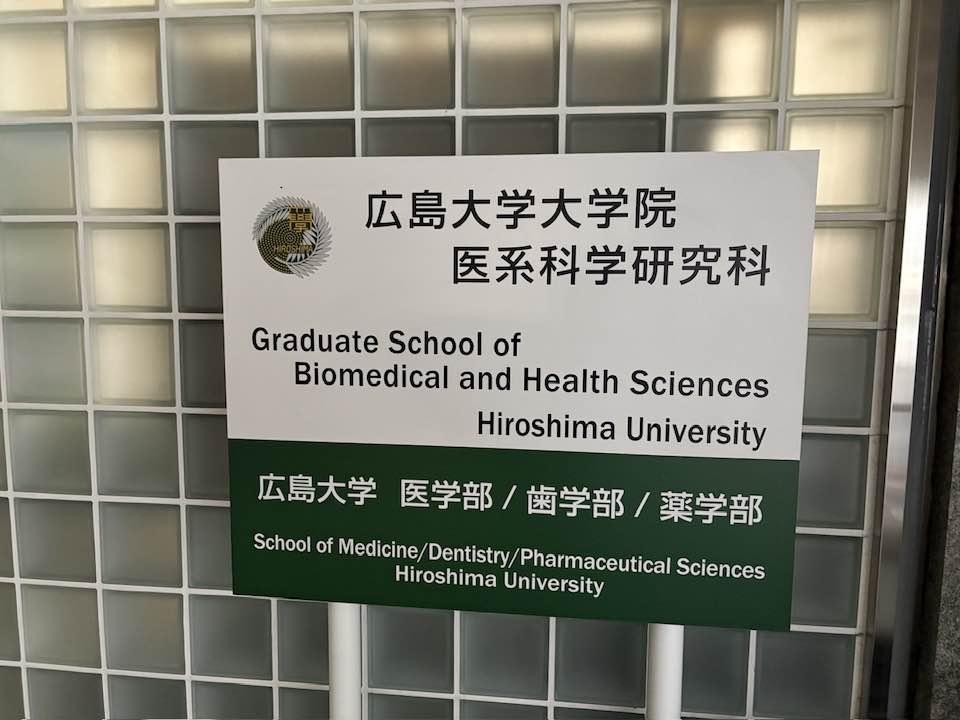 學
HIROSHIMA
広島大学大学院
医系科学研究科
Graduate School of
Biomedical and Health Sciences
Hiroshima University
広島大学 医学部 / 歯学部 / 薬学部
School of Medicine/Dentistry/Pharmaceutical Sciences
Hiroshima University